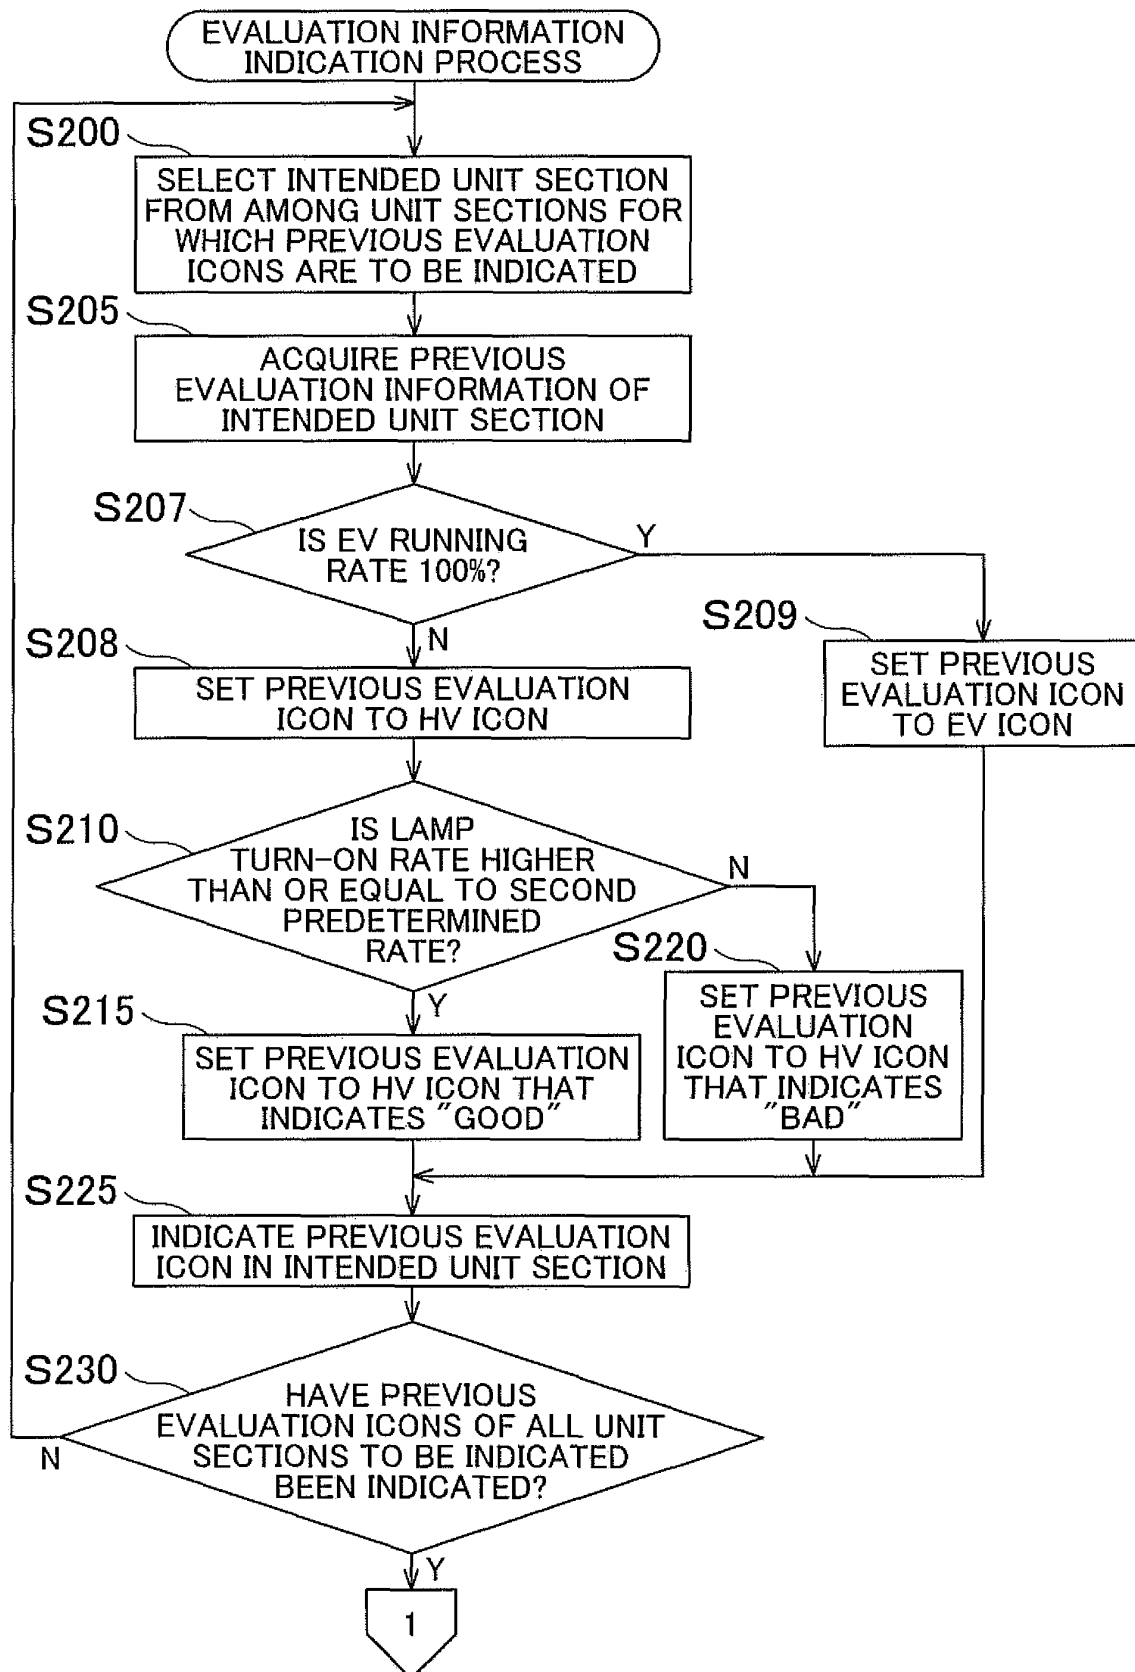 EVALUATION INFORMATION
INDICATION PROCESS
S200
SELECT INTENDED UNIT SECTION
FROM AMONG UNIT SECTIONS FOR
WHICH PREVIOUS EVALUATION
ICONS ARE TO BE INDICATED
S205
ACQUIRE PREVIOUS
EVALUATION INFORMATION OF
INTENDED UNIT SECTION
S207
IS EV RUNNING
RATE 100%?
Y
N
S209
SET PREVIOUS
EVALUATION ICON
TO EV ICON
S208
SET PREVIOUS EVALUATION
ICON TO HV ICON
S210
IS LAMP
TURN-ON RATE HIGHER
THAN OR EQUAL TO SECOND
PREDETERMINED
RATE?
N
Y
S220
SET PREVIOUS
EVALUATION
ICON TO HV ICON
THAT INDICATES
"BAD"
S215
SET PREVIOUS EVALUATION
ICON TO HV ICON THAT
INDICATES "GOOD"
S225
INDICATE PREVIOUS EVALUATION
ICON IN INTENDED UNIT SECTION
S230
HAVE PREVIOUS
EVALUATION ICONS OF ALL UNIT
SECTIONS TO BE INDICATED
BEEN INDICATED?
N
Y
1